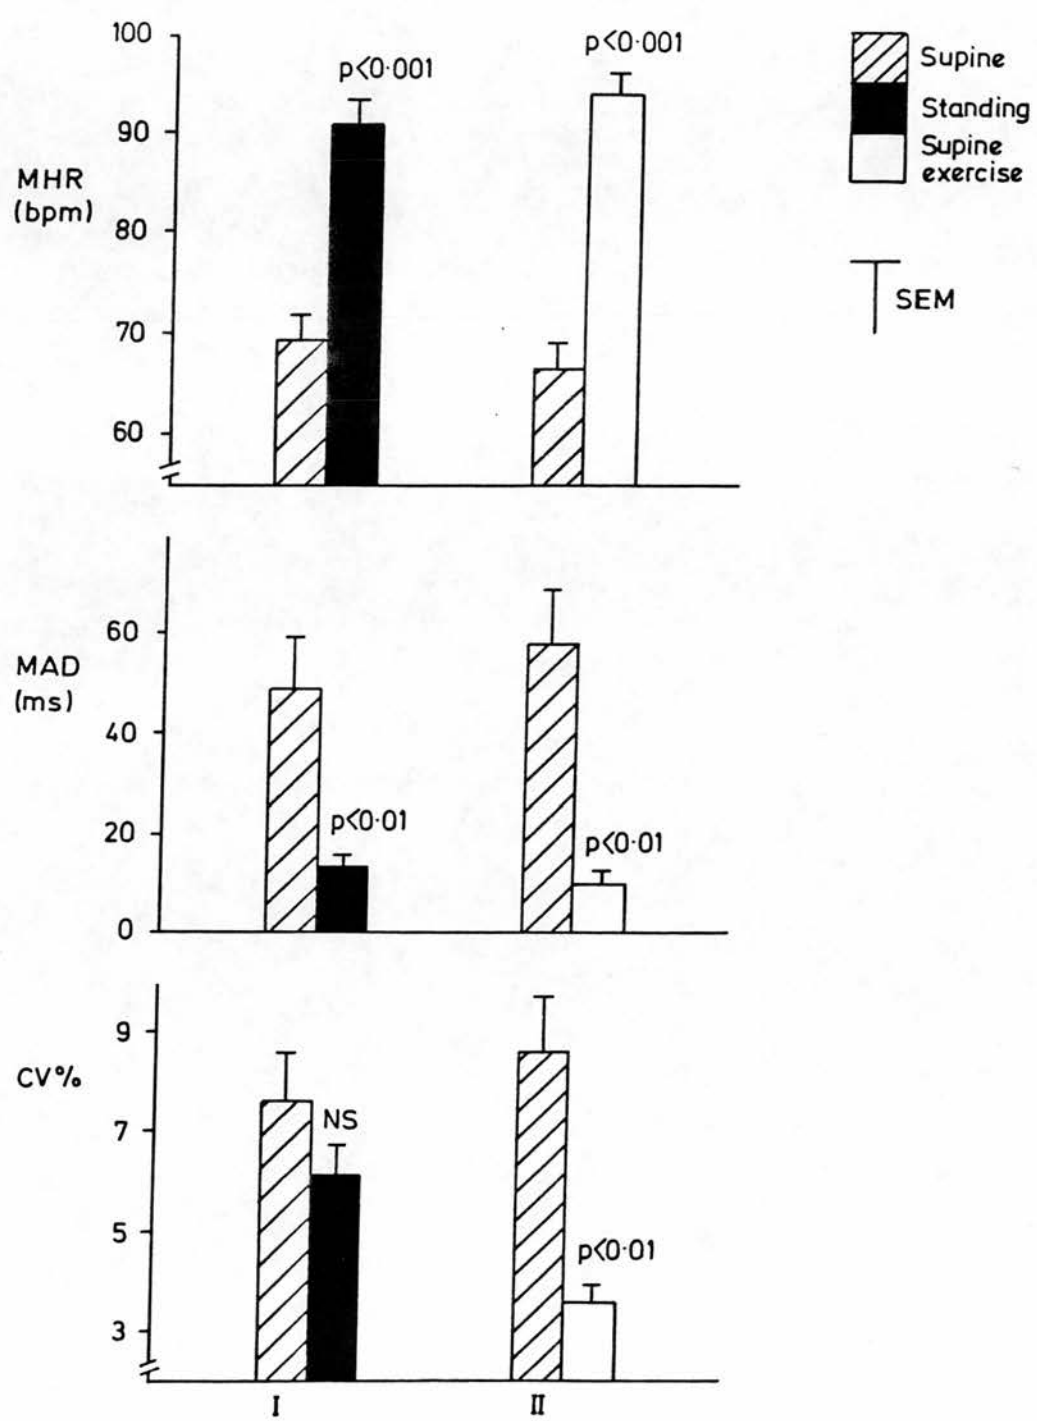 100
90
80
70
60
MHR
(bpm)
p<0·001
p<0·001
Supine
Standing
Supine
exercise
SEM
60
40
20
0
MAD
(ms)
p<0·01
p<0·01
9
7
5
3
CV%
NS
p<0·01
I
II